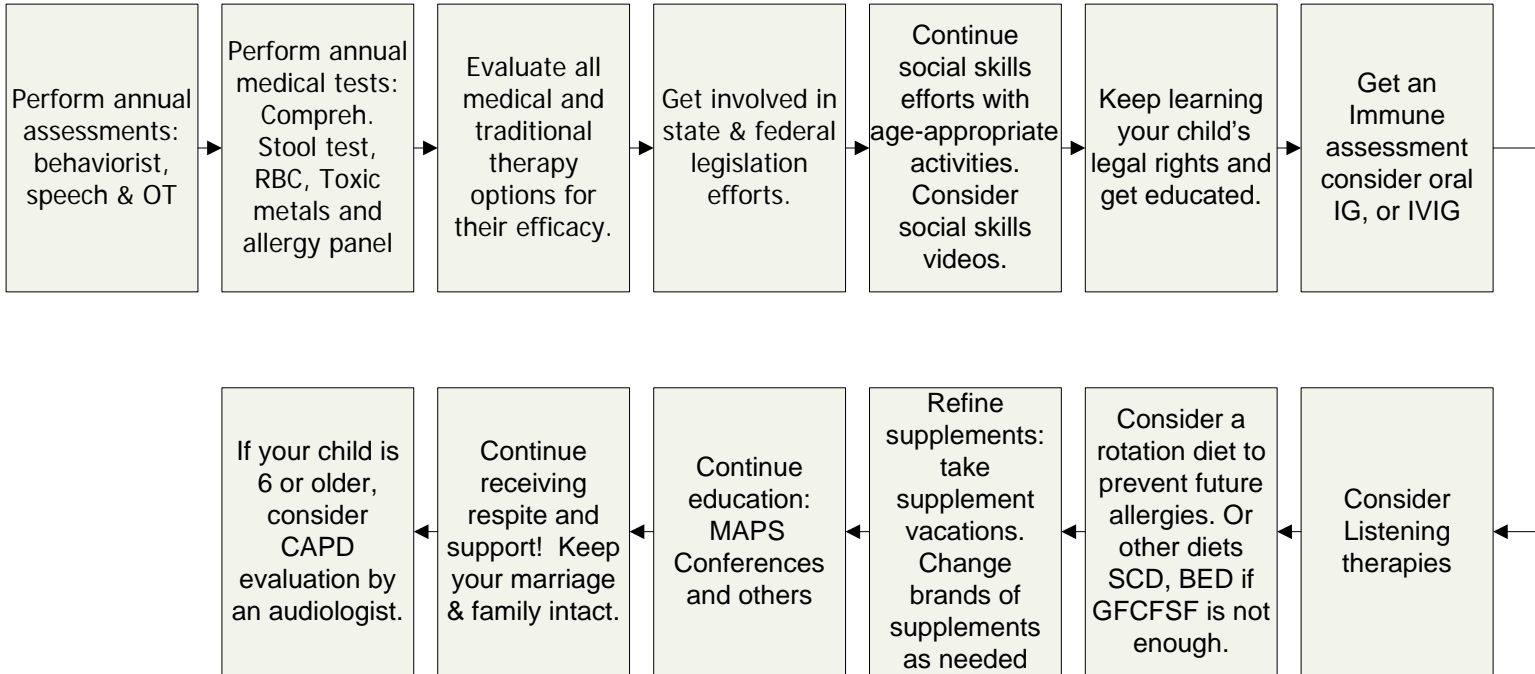 Perform annual
assessments:
behaviorist,
speech & OT
Perform annual
medical tests:
Compreh.
Stool test,
RBC, Toxic
metals and
allergy panel
Evaluate all
medical and
traditional
therapy
options for
their efficacy.
Get involved in
state & federal
legislation
efforts.
Continue
social skills
efforts with
age-appropriate
activities.
Consider
social skills
videos.
Keep learning
your child's
legal rights and
get educated.
Get an
Immune
assessment
consider oral
IG, or IVIG
Consider
Listening
therapies
Consider a
rotation diet to
prevent future
allergies. Or
other diets
SCD, BED if
GFCFSF is not
enough.
Refine
supplements:
take
supplement
vacations.
Change
brands of
supplements
as needed
Continue
education:
MAPS
Conferences
and others
Continue
receiving
respite and
support!  Keep
your marriage
& family intact.
If your child is
6 or older,
consider
CAPD
evaluation by
an audiologist.